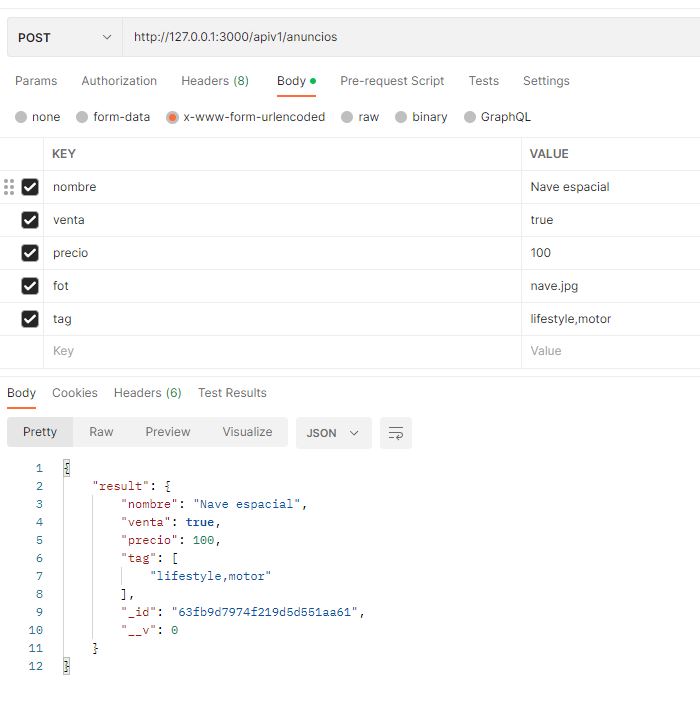 POST http://127.0.0.1:3000/apiv1/anuncios
Params Authorization Headers (8) Body Pre-request Script Tests Settings
none form-data x-www-form-urlencoded raw binary GraphQL
KEY VALUE
nombre Nave espacial
venta true
precio 100
fot nave.jpg
tag lifestyle,motor
Key Value
Body Cookies Headers (6) Test Results
Pretty Raw Preview Visualize JSON
1 {
2 "result": {
3 "nombre": "Nave espacial",
4 "venta": true,
5 "precio": 100,
6 "tag": [
7 "lifestyle,motor"
8 ],
9 "_id": "63fb9d7974f219d5d551aa61",
10 "__v": 0
11 }
12 }